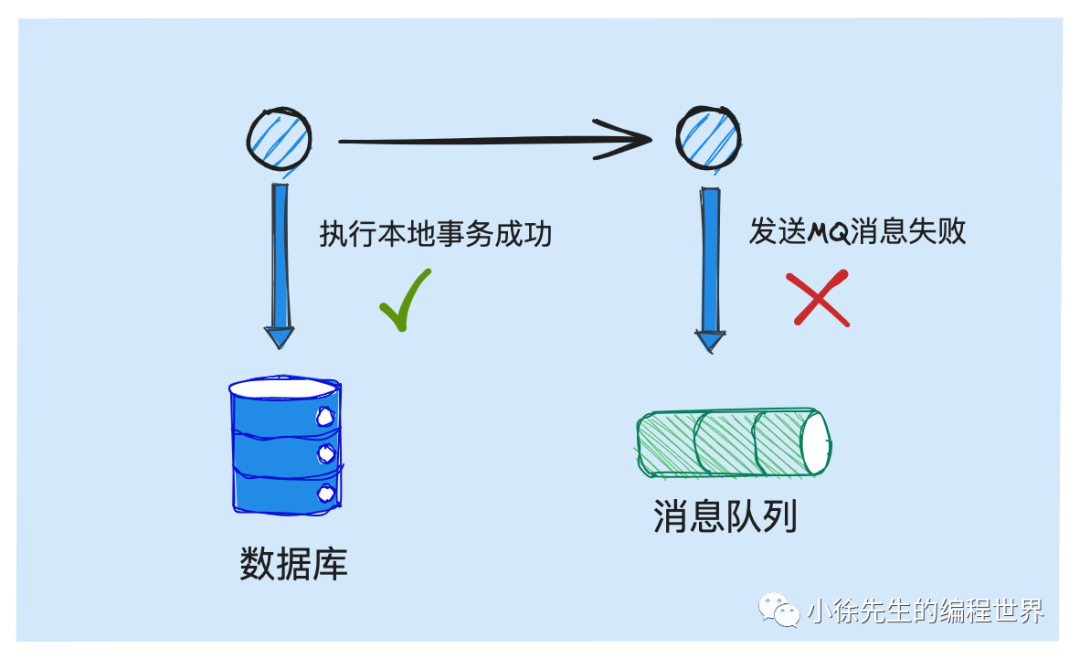 执行本地事务成功
发送MQ消息失败
数据库
消息队列
小徐先生的编程世界